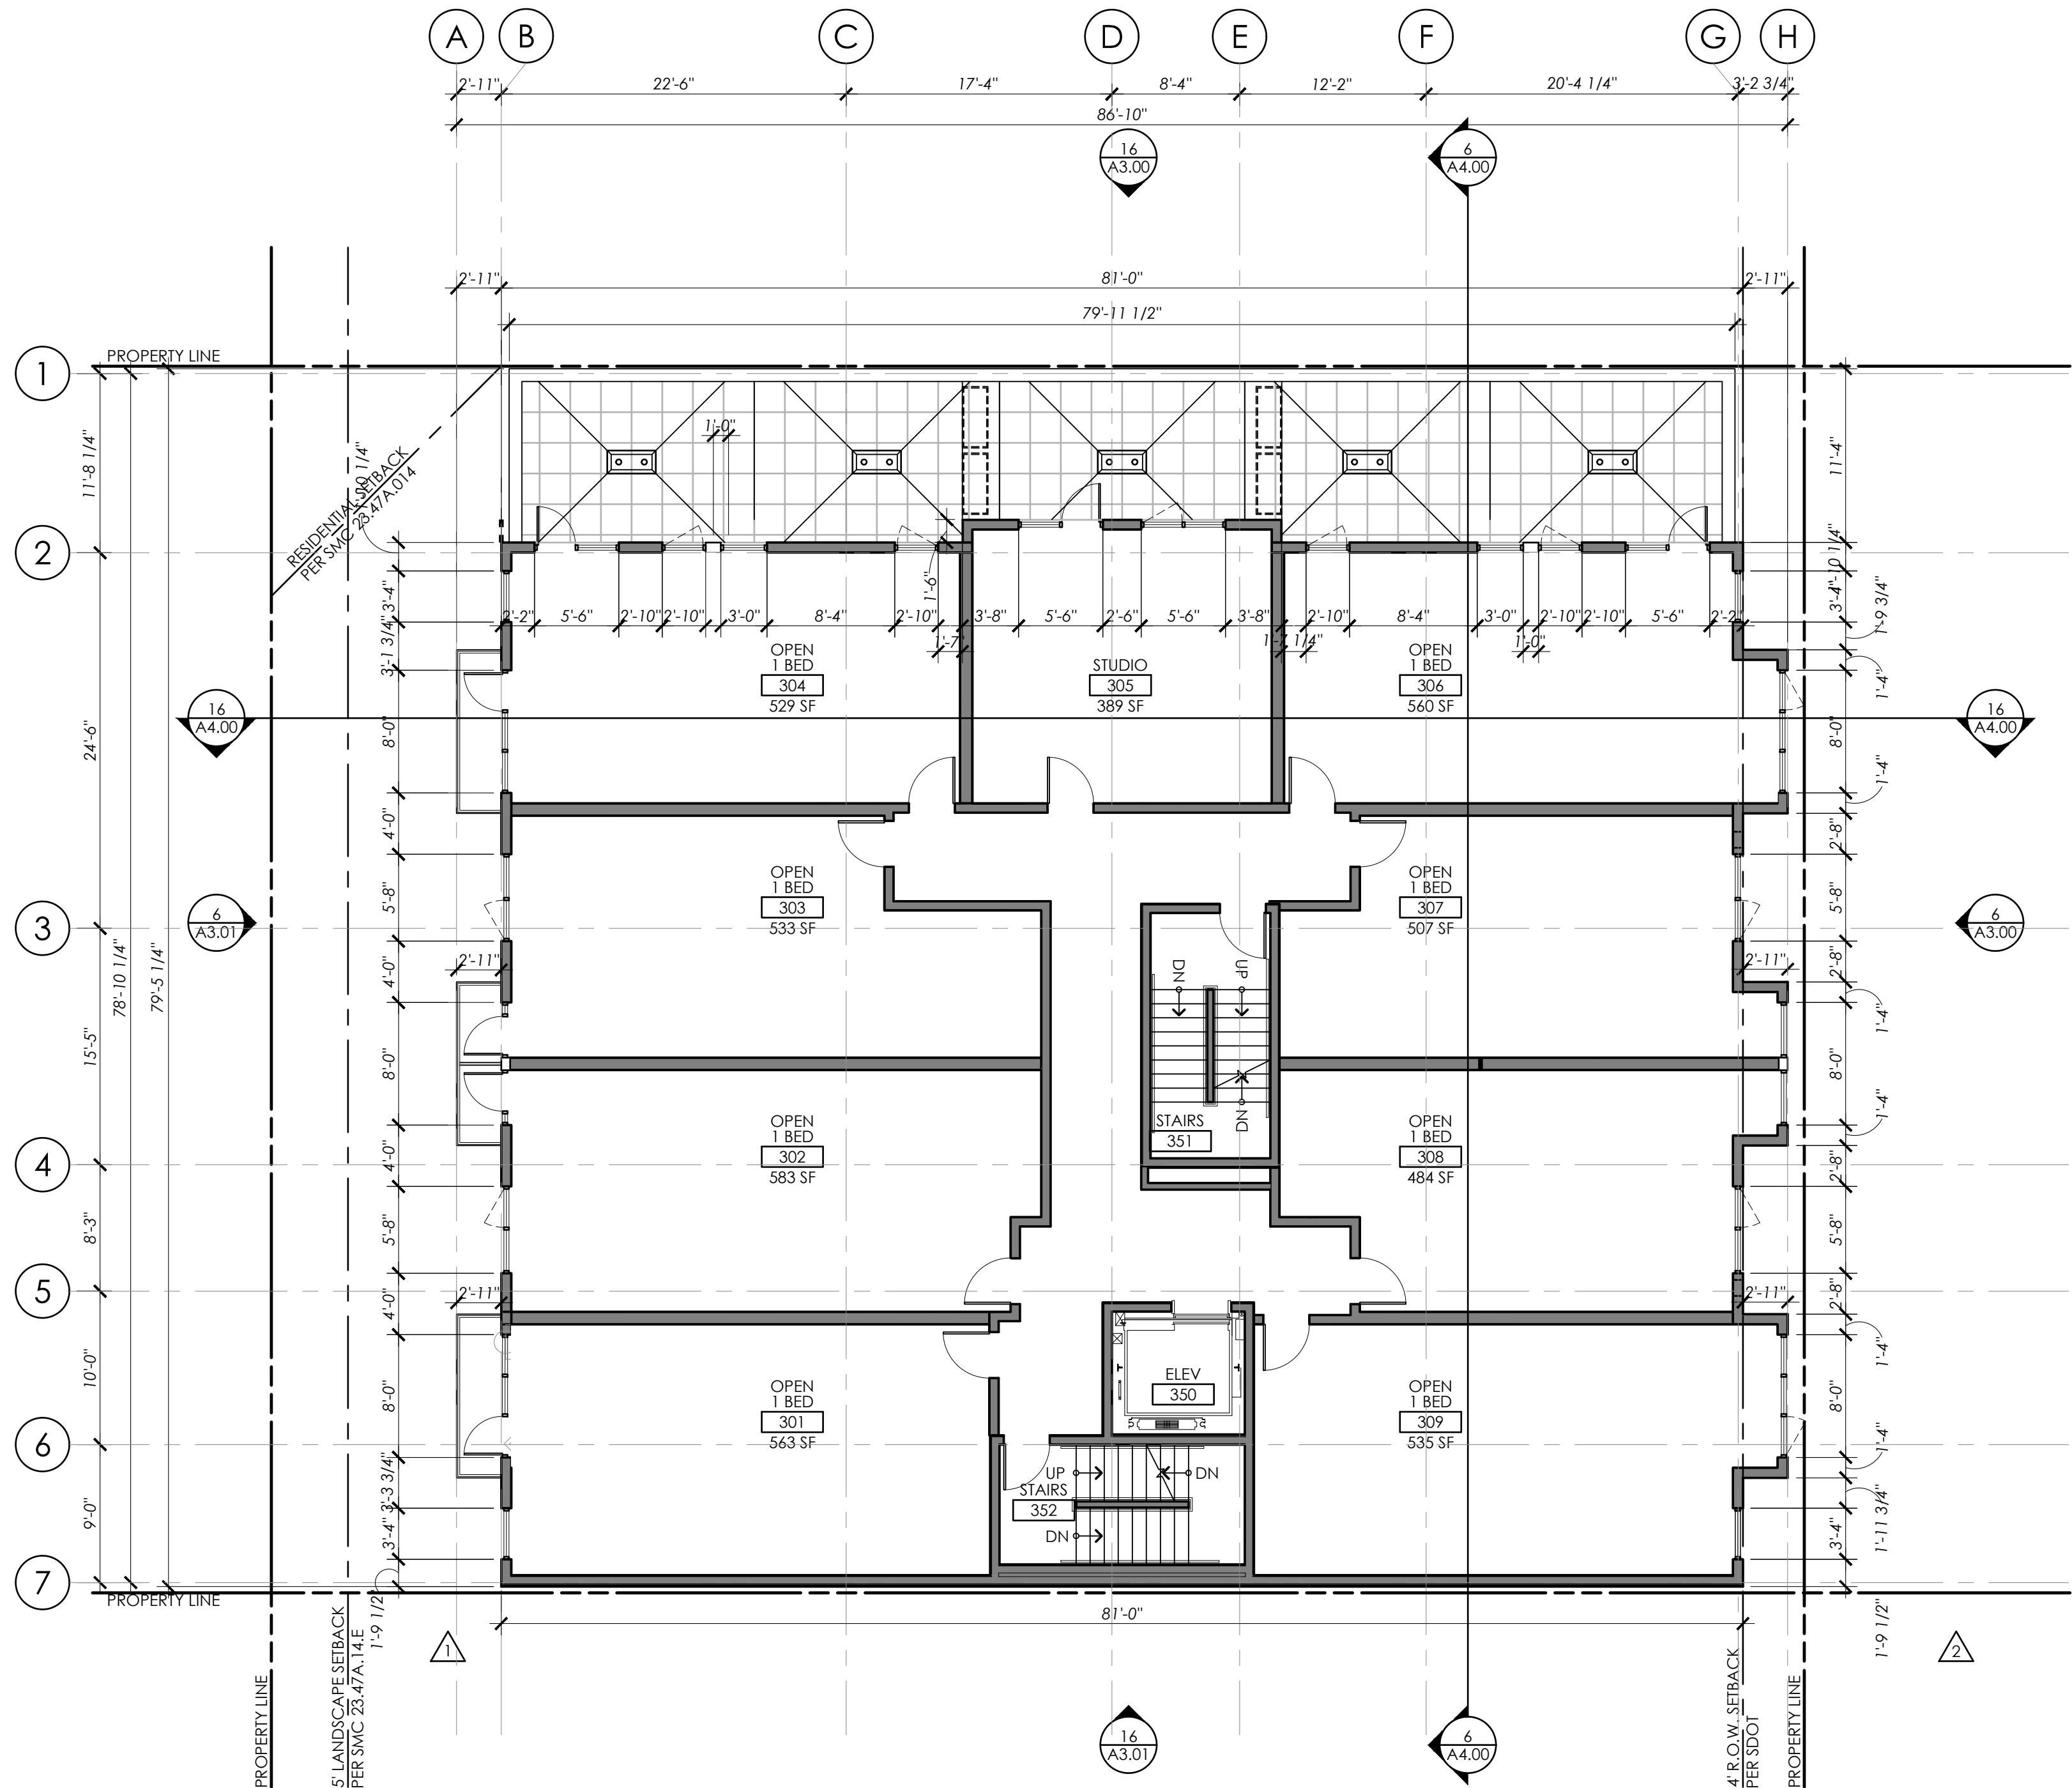 A
B
C
D
E
F
G
H
2'-11"
22'-6"
17'-4"
8'-4"
12'-2"
20'-4 1/4"
3'-2 3/4"
86'-10"
16
A3.00
6
A4.00
2'-11"
81'-0"
2'-11"
79'-11 1/2"
PROPERTY LINE
1
2
3
4
5
6
7
11'-8 1/4"
24'-6"
15'-5"
8'-3"
10'-0"
9'-0"
78'-10 1/4"
79'-5 1/4"
RESIDENTIAL SETBACK
PER SMC 23.47A.014
1'-0"
11'-4"
1'-6"
2'-2"
5'-6"
2'-10"
2'-10"
3'-0"
8'-4"
2'-10"
3'-8"
5'-6"
2'-6"
5'-6"
3'-8"
2'-10"
8'-4"
3'-0"
2'-10"
2'-10"
5'-6"
2'-2"
1'-7"
1'-7 1/4"
1'-0"
3'-4"
3'-1 3/4"
8'-0"
4'-0"
5'-8"
4'-0"
2'-11"
8'-0"
4'-0"
5'-8"
4'-0"
2'-11"
8'-0"
3'-3 3/4"
3'-4"
1'-9 1/2"
1'-10 1/4"
3'-4"
1'-9 3/4"
1'-4"
8'-0"
1'-4"
2'-8"
5'-8"
2'-8"
2'-11"
1'-4"
8'-0"
1'-4"
2'-8"
5'-8"
2'-8"
2'-11"
1'-4"
8'-0"
1'-4"
1'-11 3/4"
3'-4"
1'-9 1/2"
OPEN
1 BED
304
529 SF
STUDIO
305
389 SF
OPEN
1 BED
306
560 SF
16
A4.00
16
A4.00
OPEN
1 BED
303
533 SF
OPEN
1 BED
307
507 SF
6
A3.01
6
A3.00
DN
UP
DN
STAIRS
351
OPEN
1 BED
302
583 SF
OPEN
1 BED
308
484 SF
ELEV
350
OPEN
1 BED
301
563 SF
OPEN
1 BED
309
535 SF
UP
DN
STAIRS
352
DN
PROPERTY LINE
81'-0"
1
2
PROPERTY LINE
5' LANDSCAPE SETBACK
PER SMC 23.47A.14.E
4' R.O.W. SETBACK
PER SDOT
PROPERTY LINE
16
A3.01
6
A4.00